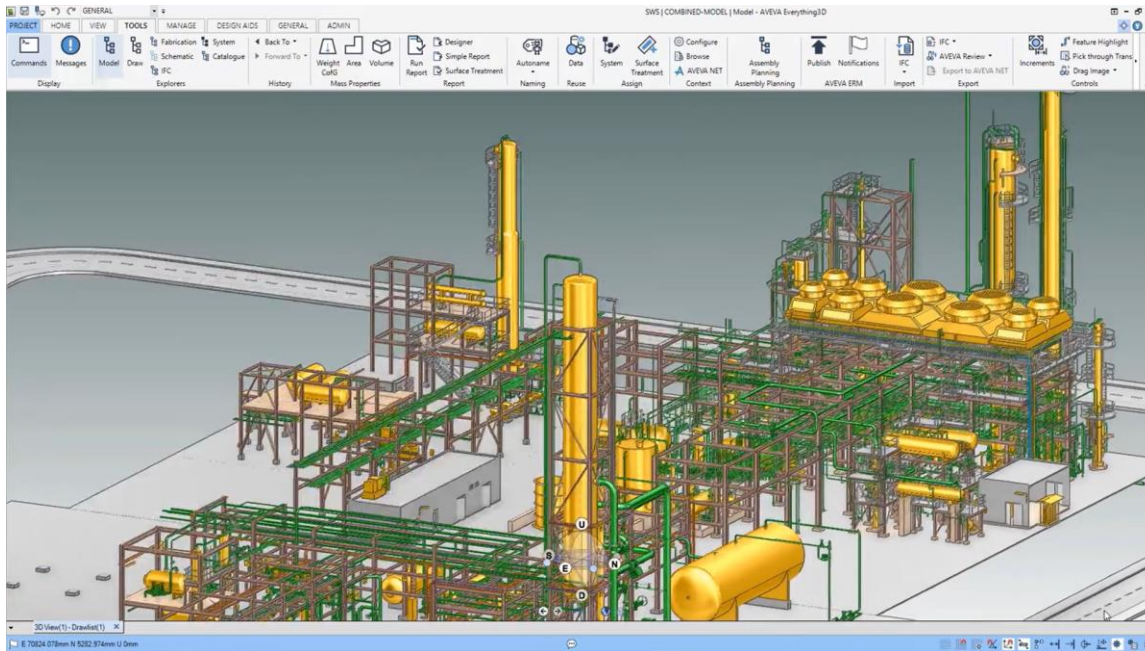 GENERAL
SWS | COMBINED-MODEL | Model - AVEVA Everything3D
PROJECT HOME VIEW TOOLS MANAGE DESIGN AIDS GENERAL ADMIN
Commands
Messages
Display
Model
Draw
Fabrication
System
Schematic
Catalogue
IFC
Explorers
Back To
Forward To
History
Weight CofG
Area
Volume
Mass Properties
Run Report
Designer
Simple Report
Surface Treatment
Report
Autoname
Naming
Data
Reuse
System
Surface Treatment
Assign
Configure
Browse
AVEVA NET
Context
Assembly Planning
Assembly Planning
Publish
Notifications
AVEVA ERM
IFC
Import
IFC
AVEVA Review
Export to AVEVA NET
Export
Increments
Feature Highlight
Pick through Trans
Drag Image
Controls
U
S
E
N
D
3D View(1) - Drawlist(1)
E 70824.078mm N 5282.974mm U 0mm